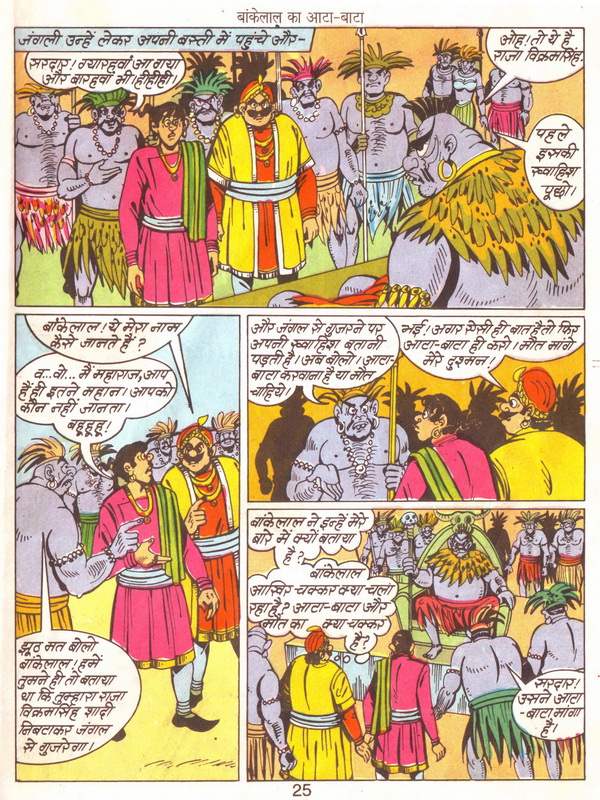 बांकेलाल का आटा-बाटा
जंगली उन्हें लेकर अपनी बस्ती में पहुंचे और-
सरदार! ग्यारहवां आ गया
और बारहवां भी! हीहीही!
ओह! तो ये है
राजा विक्रमसिंह!
पहले
इसकी
ख्वाहिश
पूछो।
बांकेलाल! ये मेरा नाम
कैसे जानते हैं?
व...वो... मैं महाराज, आप
हैं ही इतने महान! आपको
कौन नहीं जानता।
बहूहूहू!
झूठ मत बोलो
बांकेलाल! हमें
तुमने ही तो बताया
था कि तुम्हारा राजा
विक्रमसिंह शादी
निबटाकर जंगल
से गुजरेगा।
और जंगल से गुजरने पर
अपनी ख्वाहिश बतानी
पड़ती है। अब बोलो। आटा-
बाटा करवाना है या मौत
चाहिये।
भई! अगर ऐसी ही बात है तो फिर
आटा-बाटा ही करो। मौत मांगे
मेरे दुश्मन।
बांकेलाल ने इन्हें मेरे
बारे में क्यों बताया
है?
बांकेलाल
आखिर चक्कर क्या चला
रहा है? आटा-बाटा और
मौत का क्या चक्कर
है?
सरदार!
उसने आटा
-बाटा मांगा
है।
25